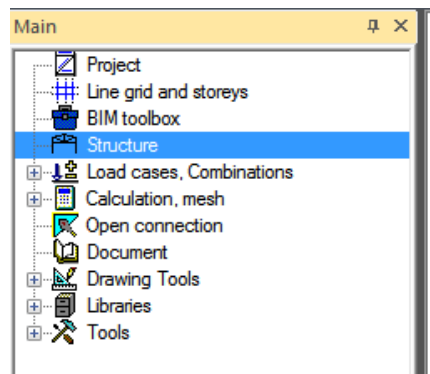 Main
Project
Line grid and storeys
BIM toolbox
Structure
Load cases, Combinations
Calculation, mesh
Open connection
Document
Drawing Tools
Libraries
Tools